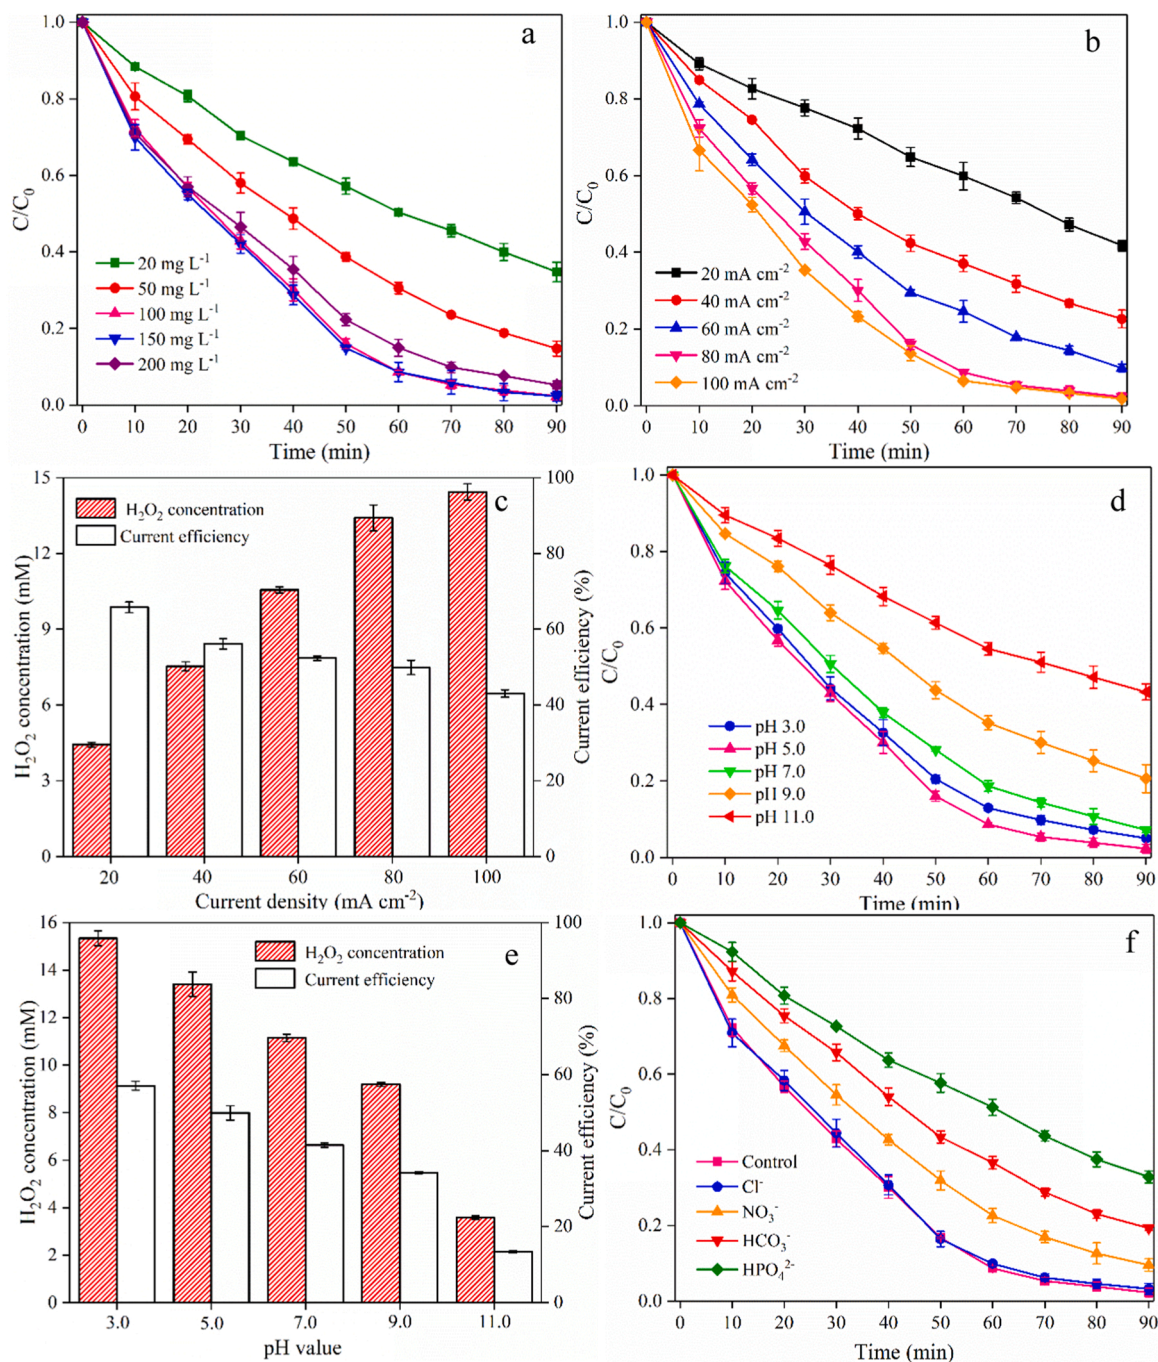 a
C/C₀
1.0
0.8
0.6
0.4
0.2
0.0
20 mg L⁻¹
50 mg L⁻¹
100 mg L⁻¹
150 mg L⁻¹
200 mg L⁻¹
0 10 20 30 40 50 60 70 80 90
Time (min)
b
C/C₀
1.0
0.8
0.6
0.4
0.2
0.0
20 mA cm⁻²
40 mA cm⁻²
60 mA cm⁻²
80 mA cm⁻²
100 mA cm⁻²
0 10 20 30 40 50 60 70 80 90
Time (min)
c
H₂O₂ concentration (mM)
15
12
9
6
3
0
H₂O₂ concentration
Current efficiency
100
80
60
40
20
0
Current efficiency (%)
20 40 60 80 100
Current density (mA cm⁻²)
d
C/C₀
1.0
0.8
0.6
0.4
0.2
0.0
pH 3.0
pH 5.0
pH 7.0
pH 9.0
pH 11.0
0 10 20 30 40 50 60 70 80 90
Time (min)
e
H₂O₂ concentration (mM)
16
14
12
10
8
6
4
2
0
H₂O₂ concentration
Current efficiency
100
80
60
40
20
0
Current efficiency (%)
3.0 5.0 7.0 9.0 11.0
pH value
f
C/C₀
1.0
0.8
0.6
0.4
0.2
0.0
Control
Cl⁻
NO₃⁻
HCO₃⁻
HPO₄²⁻
0 10 20 30 40 50 60 70 80 90
Time (min)